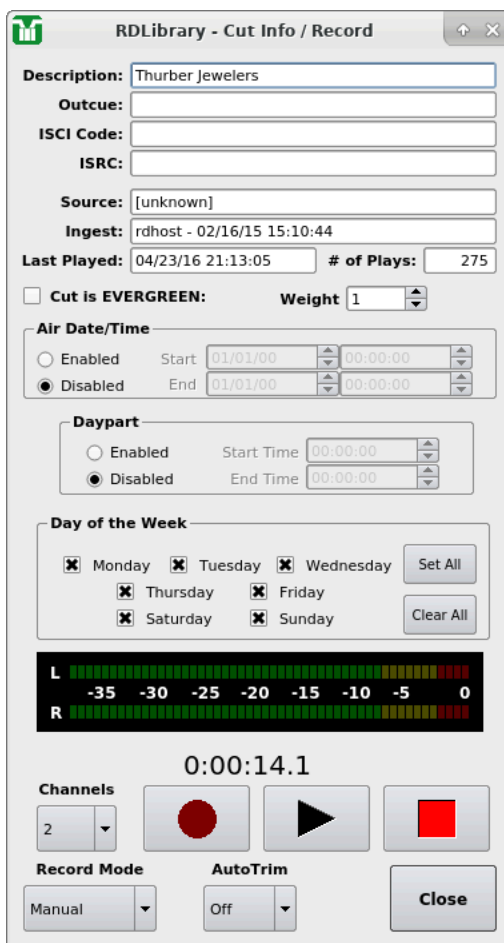 RDLibrary - Cut Info / Record
Description: Thurber Jewelers
Outcue:
ISCI Code:
ISRC:
Source: [unknown]
Ingest: rdhost - 02/16/15 15:10:44
Last Played: 04/23/16 21:13:05 # of Plays: 275
Cut is EVERGREEN: Weight 1
Air Date/Time
Enabled Start 01/01/00 00:00:00
Disabled End 01/01/00 00:00:00
Daypart
Enabled Start Time 00:00:00
Disabled End Time 00:00:00
Day of the Week
Monday Tuesday Wednesday Set All
Thursday Friday
Saturday Sunday Clear All
L
-35 -30 -25 -20 -15 -10 -5 0
R
0:00:14.1
Channels
2
Record Mode AutoTrim
Manual Off Close